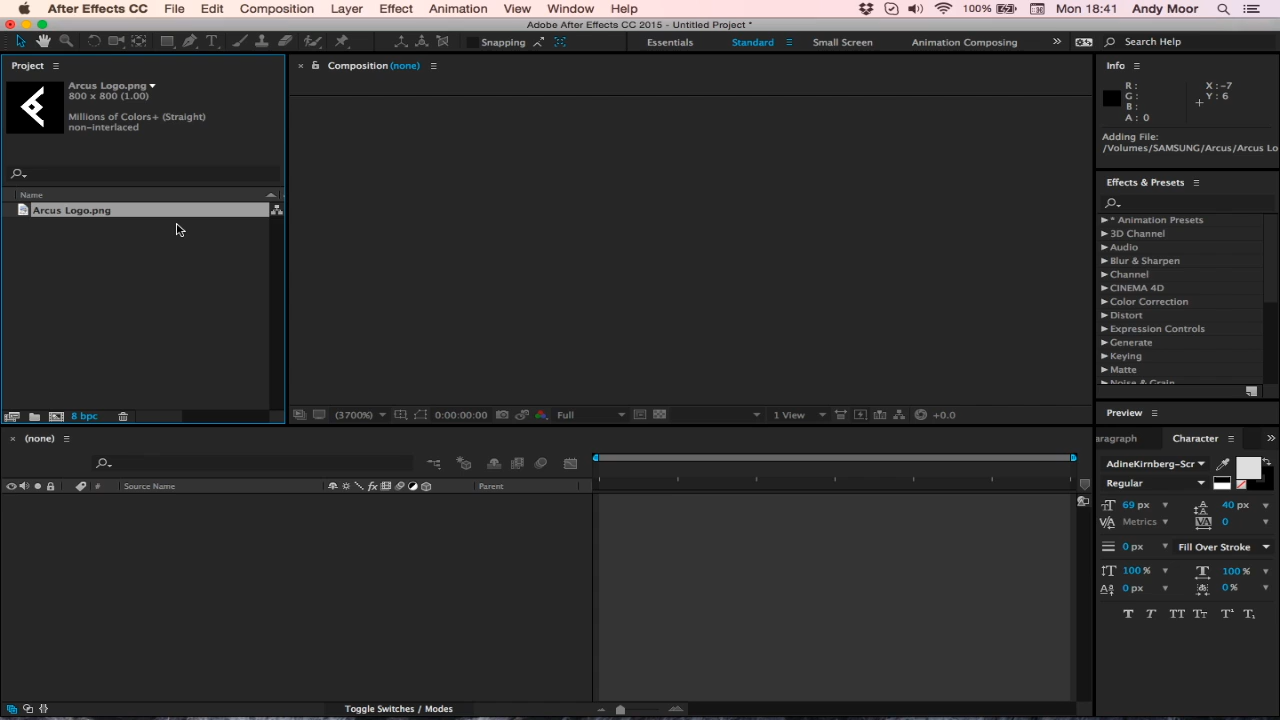 After Effects CC File Edit Composition Layer Effect Animation View Window Help 100% Mon 18:41 Andy Moor
Adobe After Effects CC 2015 - Untitled Project *
Snapping Essentials Standard Small Screen Animation Composing Search Help
Project
Arcus Logo.png
800 x 800 (1.00)
Millions of Colors+ (Straight)
non-interlaced
Name
Arcus Logo.png
8 bpc
Composition (none)
(3700%) 0:00:00:00 Full 1 View +0.0
Info
R :
G :
B :
A : 0
X : -7
Y : 6
Adding File:
/Volumes/SAMSUNG/Arcus/Arcus Lo
Effects & Presets
* Animation Presets
3D Channel
Audio
Blur & Sharpen
Channel
CINEMA 4D
Color Correction
Distort
Expression Controls
Generate
Keying
Matte
Noise & Grain
Preview
(none)
# Source Name Parent
Toggle Switches / Modes
aragraph Character
AdineKirnberg-Scr
Regular
69 px 40 px
Metrics 0
0 px Fill Over Stroke
100 % 100 %
0 px 0 %
T T TT Tт T¹ T₁